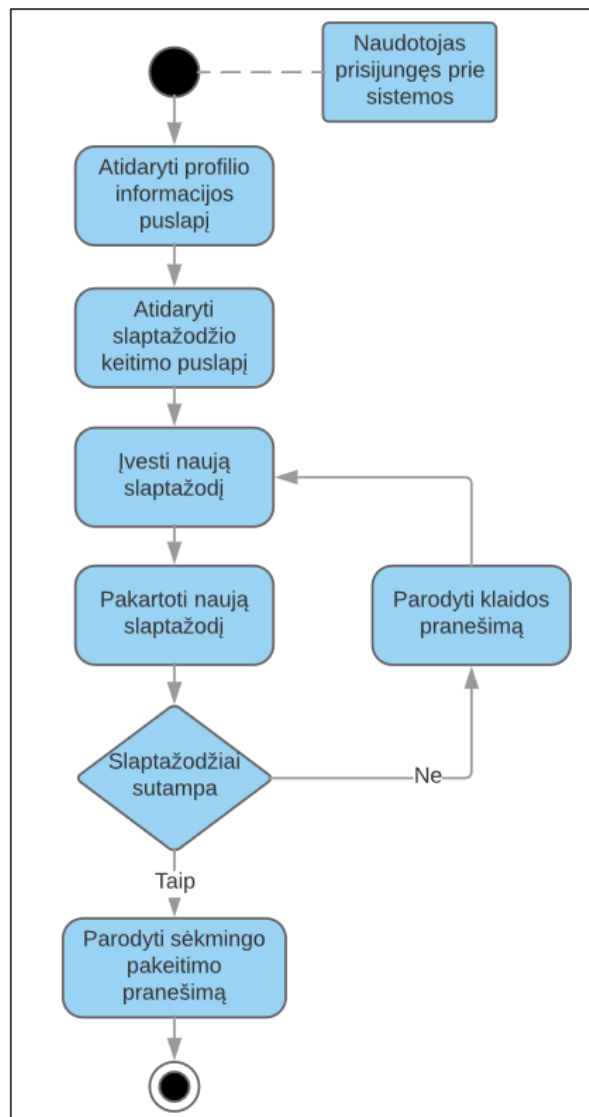 Naudotojas
prisijungęs prie
sistemos
Atidaryti profilio
informacijos
puslapį
Atidaryti
slaptažodžio
keitimo puslapį
Įvesti naują
slaptažodį
Pakartoti naują
slaptažodį
Parodyti klaidos
pranešimą
Slaptažodžiai
sutampa
Ne
Taip
Parodyti sėkmingo
pakeitimo
pranešimą